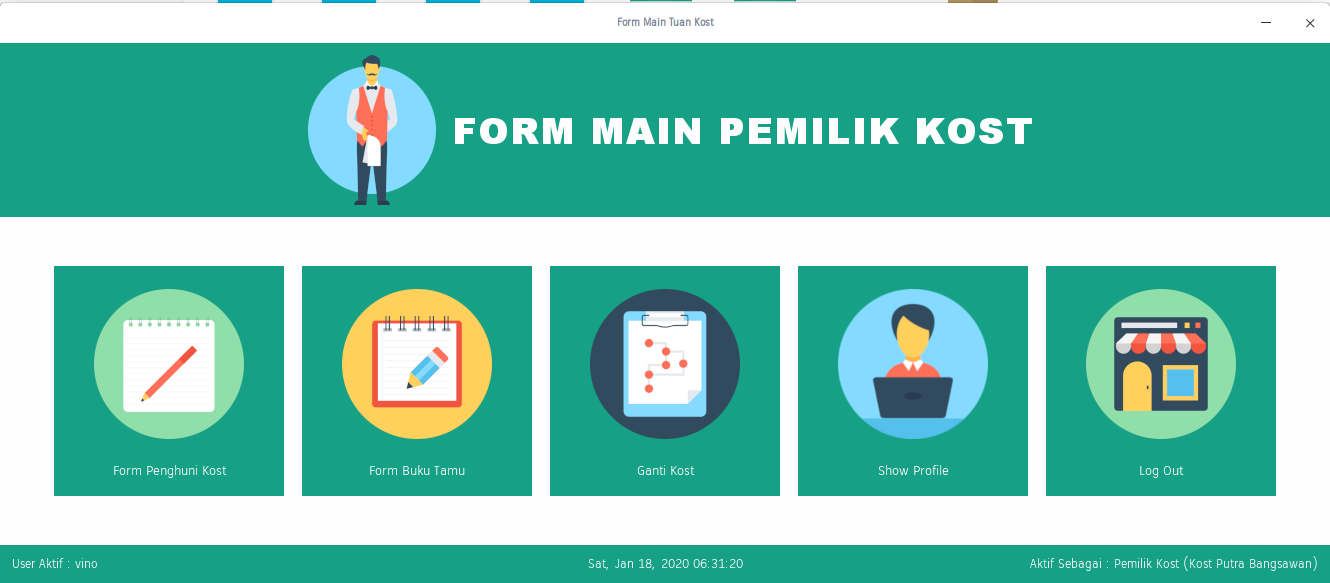 Form Main Tuan Kost
FORM MAIN PEMILIK KOST
Form Penghuni Kost
Form Buku Tamu
Ganti Kost
Show Profile
Log Out
User Aktif : vino
Sat, Jan 18, 2020 06:31:20
Aktif Sebagai : Pemilik Kost (Kost Putra Bangsawan)